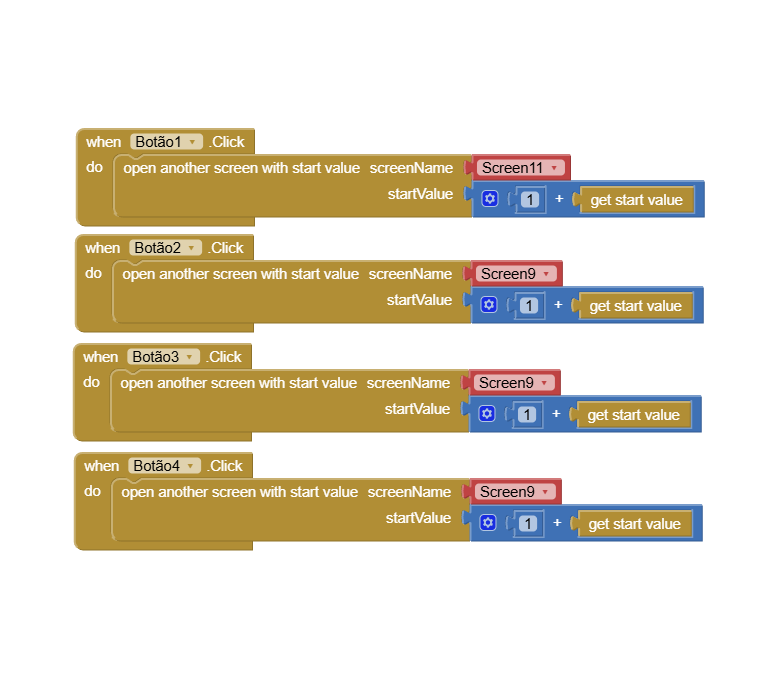 when Botão1 .Click
do open another screen with start value screenName Screen11
startValue 1 + get start value
when Botão2 .Click
do open another screen with start value screenName Screen9
startValue 1 + get start value
when Botão3 .Click
do open another screen with start value screenName Screen9
startValue 1 + get start value
when Botão4 .Click
do open another screen with start value screenName Screen9
startValue 1 + get start value